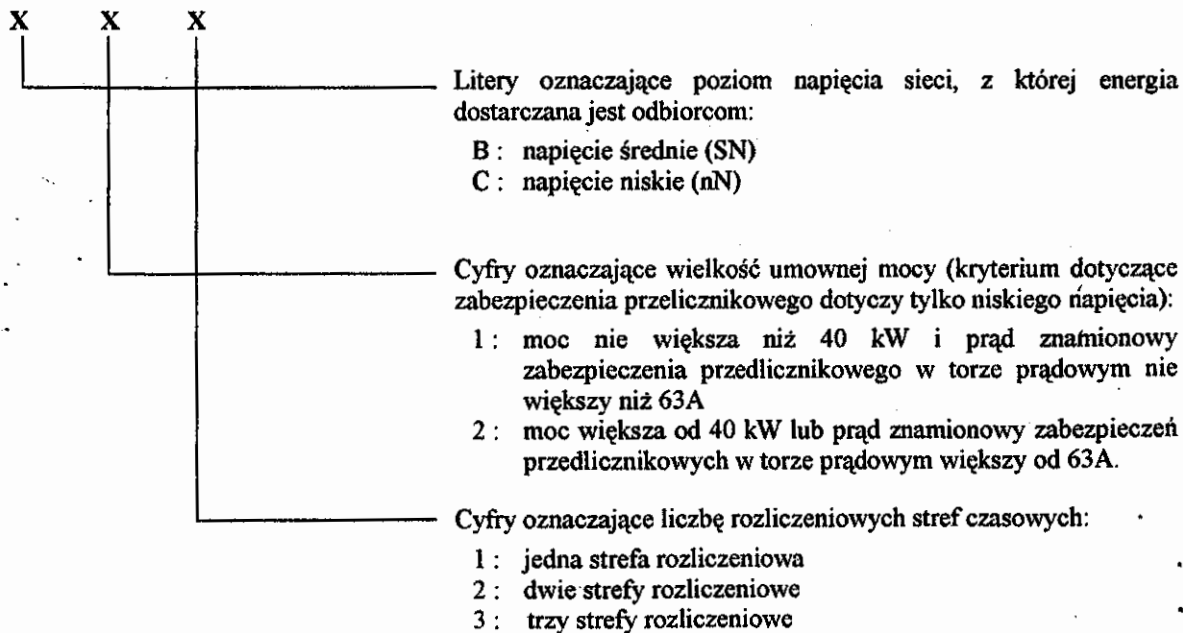 X X X
Litery oznaczające poziom napięcia sieci, z której energia
dostarczana jest odbiorcom:
B : napięcie średnie (SN)
C : napięcie niskie (nN)
Cyfry oznaczające wielkość umownej mocy (kryterium dotyczące
zabezpieczenia przelicznikowego dotyczy tylko niskiego napięcia):
1 : moc nie większa niż 40 kW i prąd znamionowy
zabezpieczenia przedlicznikowego w torze prądowym nie
większy niż 63A
2 : moc większa od 40 kW lub prąd znamionowy zabezpieczeń
przedlicznikowych w torze prądowym większy od 63A.
Cyfry oznaczające liczbę rozliczeniowych stref czasowych:
1 : jedna strefa rozliczeniowa
2 : dwie strefy rozliczeniowe
3 : trzy strefy rozliczeniowe